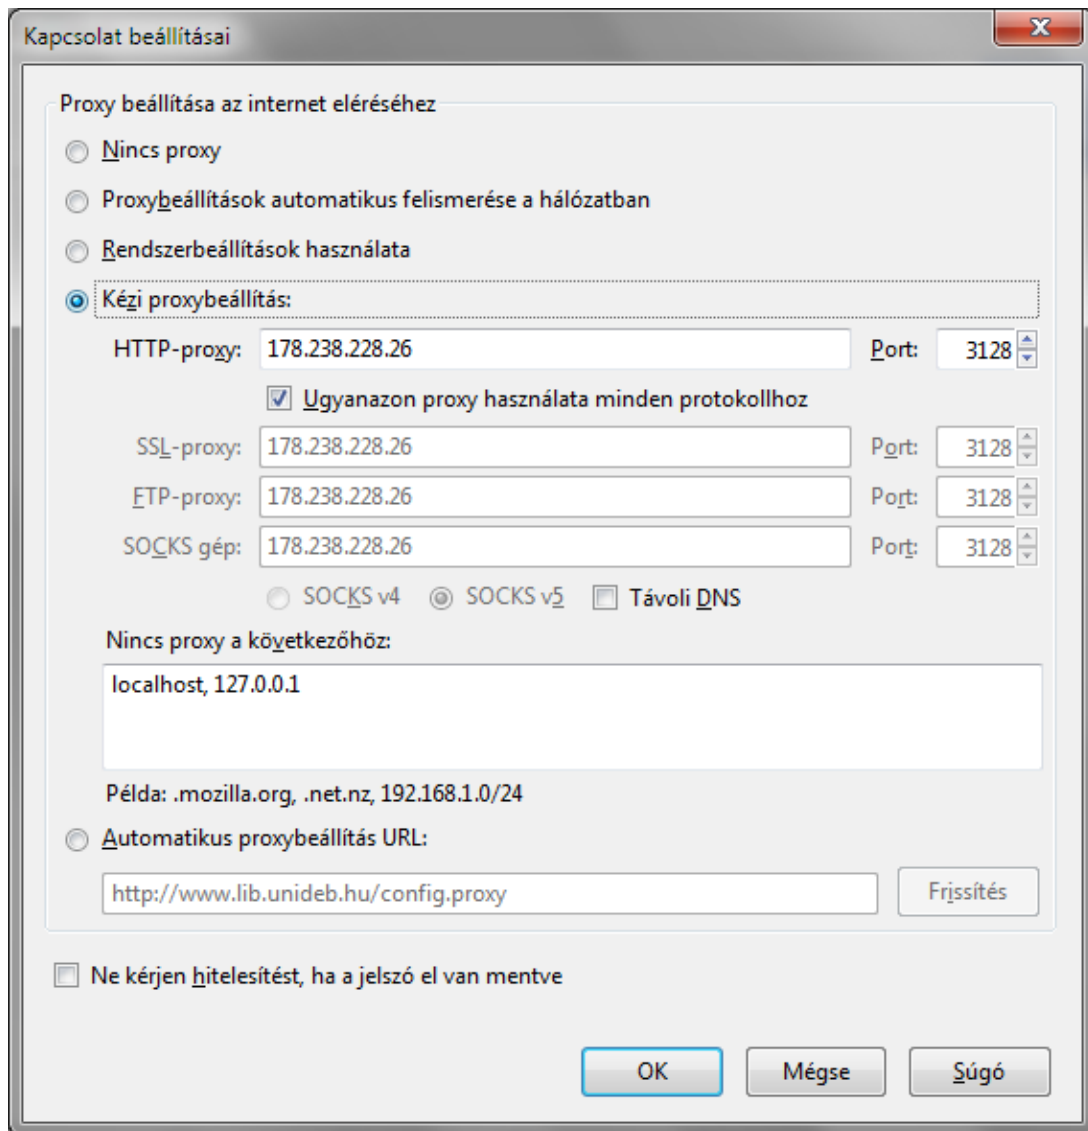 Kapcsolat beállításai
Proxy beállítása az internet eléréséhez
Nincs proxy
Proxybeállítások automatikus felismerése a hálózatban
Rendszerbeállítások használata
Kézi proxybeállítás:
HTTP-proxy: 178.238.228.26 Port: 3128
Ugyanazon proxy használata minden protokollhoz
SSL-proxy: 178.238.228.26 Port: 3128
FTP-proxy: 178.238.228.26 Port: 3128
SOCKS gép: 178.238.228.26 Port: 3128
SOCKS v4 SOCKS v5 Távoli DNS
Nincs proxy a következőhöz:
localhost, 127.0.0.1
Példa: .mozilla.org, .net.nz, 192.168.1.0/24
Automatikus proxybeállítás URL:
http://www.lib.unideb.hu/config.proxy Frissítés
Ne kérjen hitelesítést, ha a jelszó el van mentve
OK Mégse Súgó